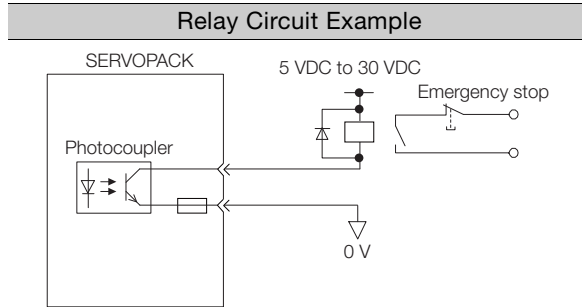 Relay Circuit Example
SERVOPACK
5 VDC to 30 VDC
Emergency stop
Photocoupler
0 V